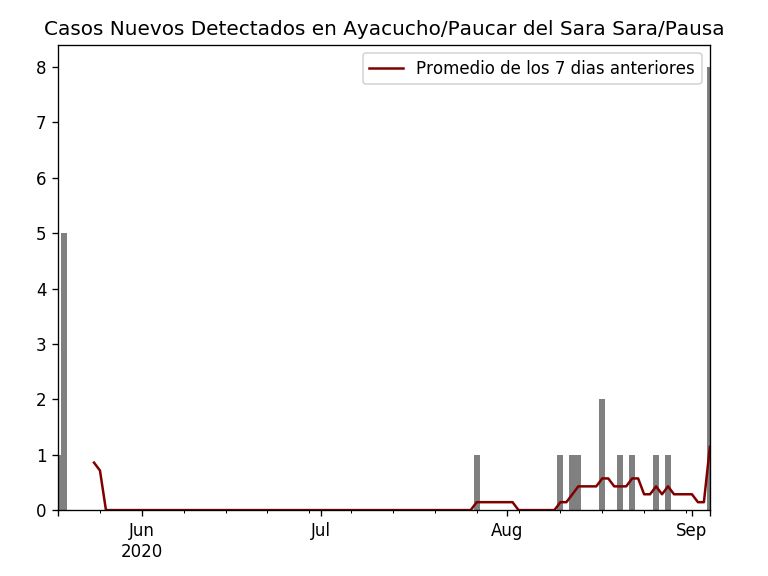 Casos Nuevos Detectados en Ayacucho/Paucar del Sara Sara/Pausa
Promedio de los 7 dias anteriores
8
7
6
5
4
3
2
1
0
Jun
Jul
Aug
Sep
2020